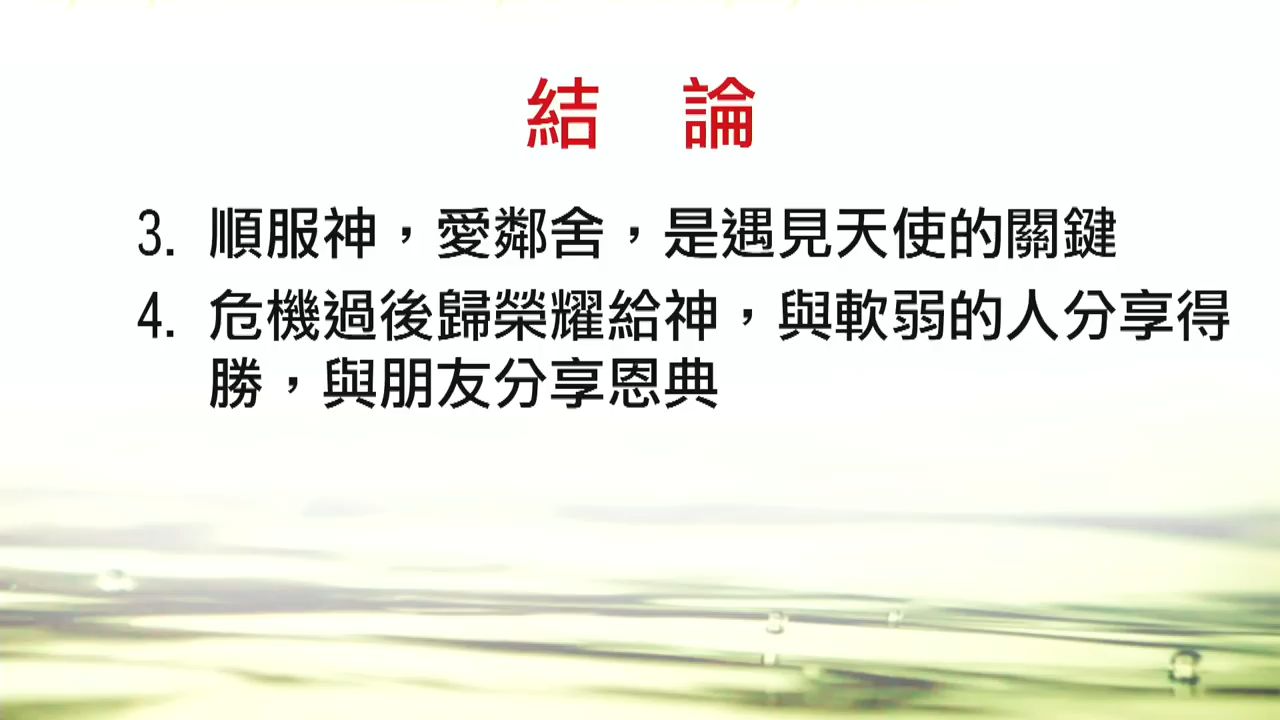 結 論
3. 順服神，愛鄰舍，是遇見天使的關鍵
4. 危機過後歸榮耀給神，與軟弱的人分享得
勝，與朋友分享恩典